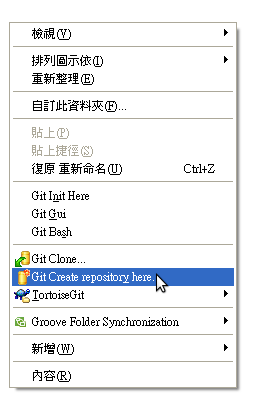 檢視(V)
排列圖示依(I)
重新整理(E)
自訂此資料夾(F)...
貼上(P)
貼上捷徑(S)
復原 重新命名(U) Ctrl+Z
Git Init Here
Git Gui
Git Bash
Git Clone...
Git Create repository here...
TortoiseGit
Groove Folder Synchronization
新增(W)
內容(R)